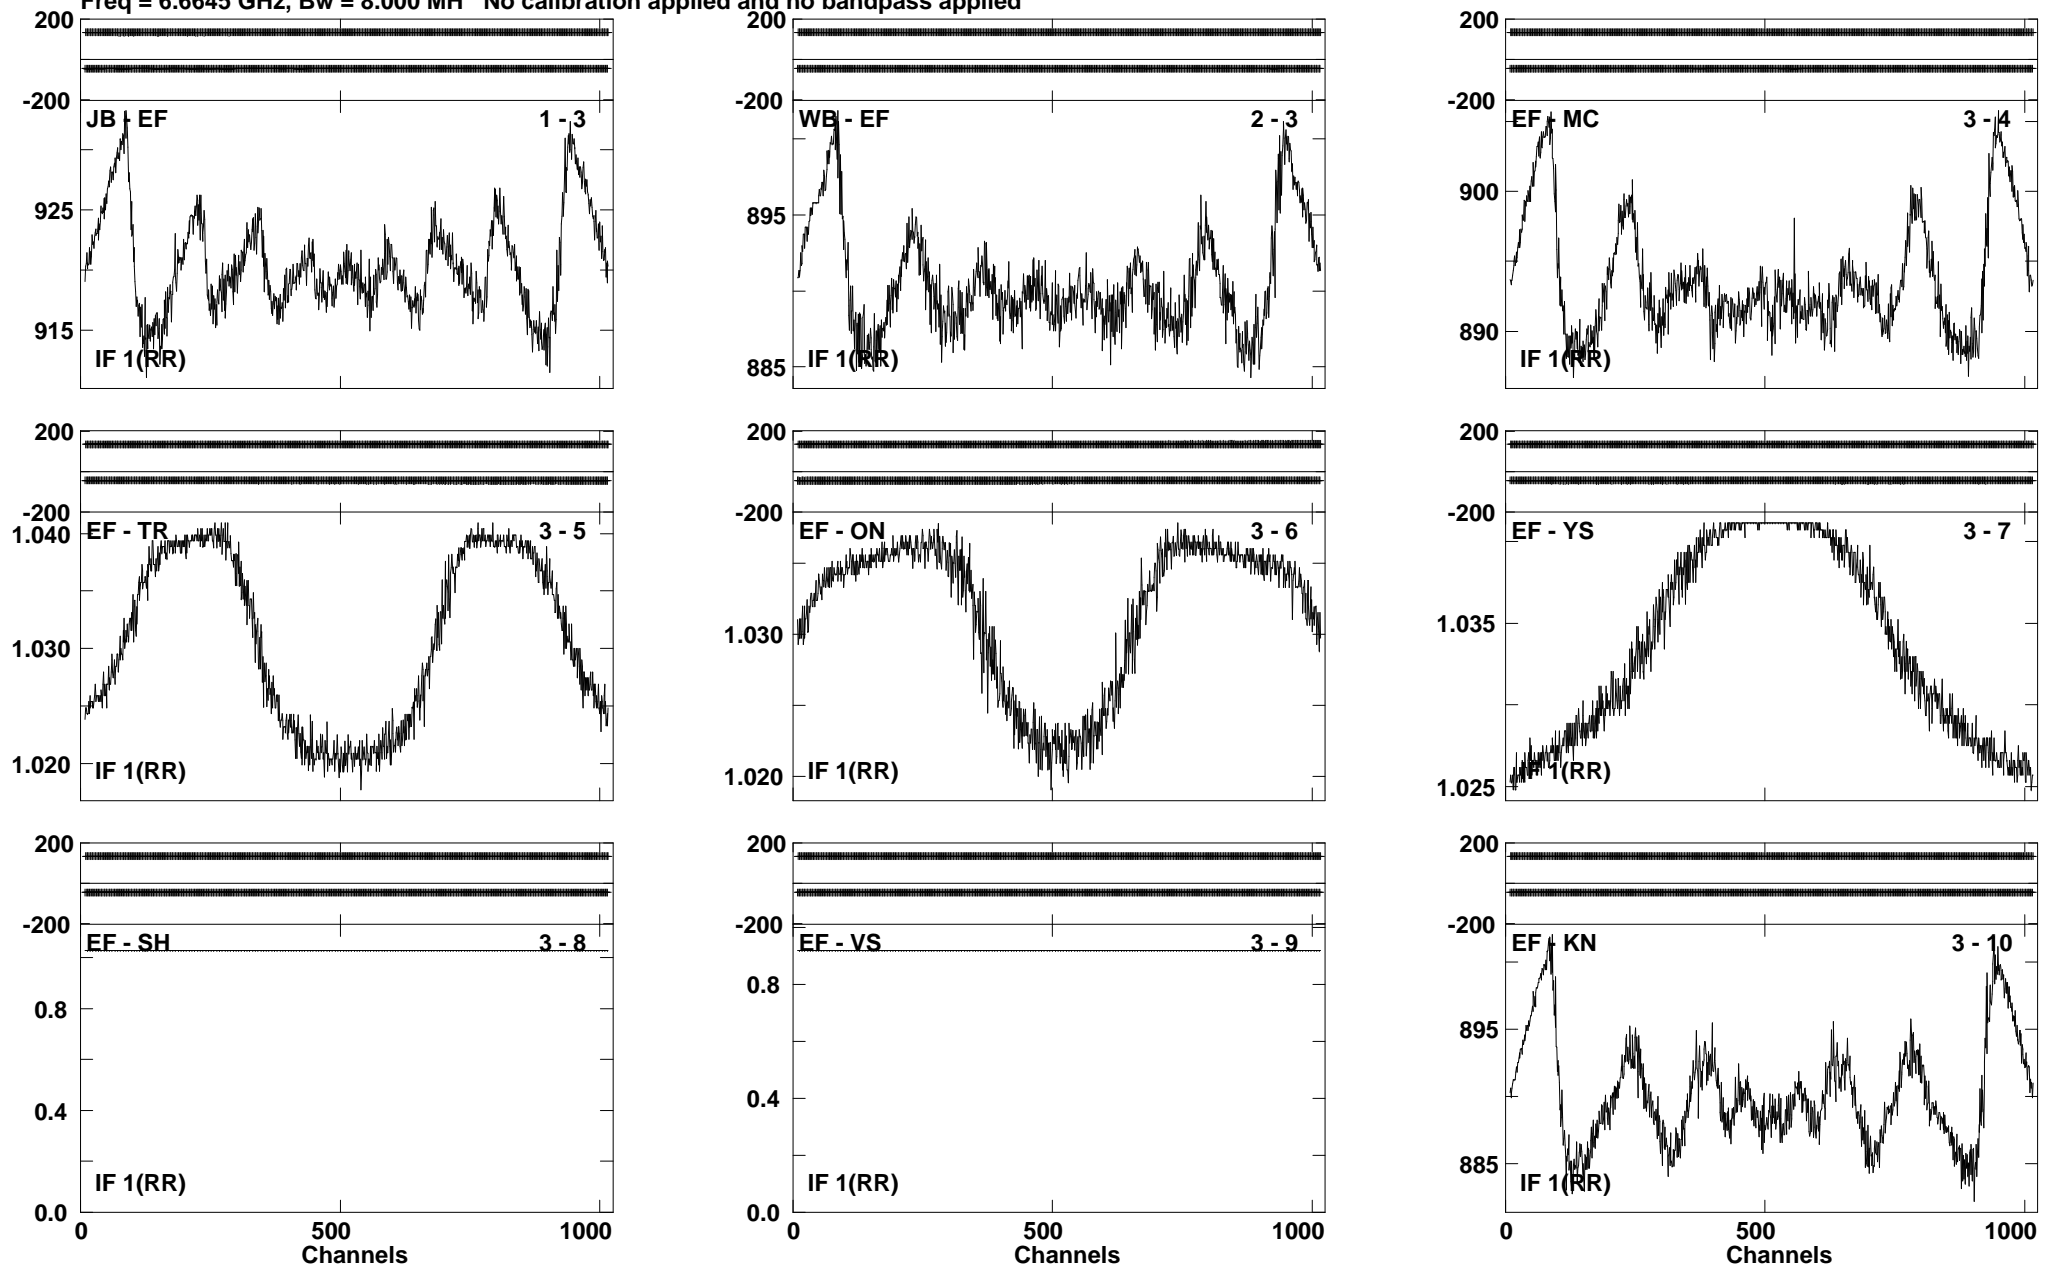 Freq = 6.6645 GHz, Bw = 8.000 MH No calibration applied and no bandpass applied
200 200 200
-200 -200 -200
JB - EF 1 - 3 WB - EF 2 - 3 EF - MC 3 - 4
925 895 900
915 885 890
IF 1(RR) IF 1(RR) IF 1(RR)
200 200 200
-200 -200 -200
EF - TR 3 - 5 EF - ON 3 - 6 EF - YS 3 - 7
1.040
1.030 1.030 1.035
1.020 1.020 1.025
IF 1(RR) IF 1(RR) IF 1(RR)
200 200 200
-200 -200 -200
EF - SH 3 - 8 EF - VS 3 - 9 EF - KN 3 - 10
0.8 0.8 895
0.4 0.4 885
IF 1(RR) IF 1(RR) IF 1(RR)
0.0 0.0
0 500 1000 0 500 1000 0 500 1000
Channels Channels Channels